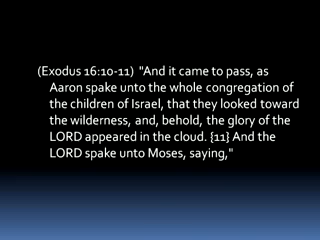 (Exodus 16:10-11)  "And it came to pass, as
Aaron spake unto the whole congregation of
the children of Israel, that they looked toward
the wilderness, and, behold, the glory of the
LORD appeared in the cloud. {11} And the
LORD spake unto Moses, saying,"